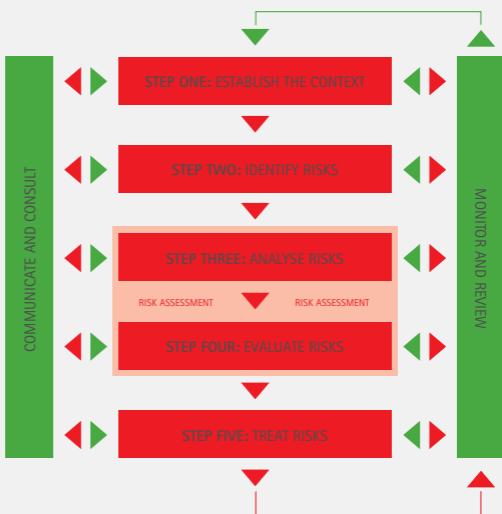 STEP ONE: ESTABLISH THE CONTEXT
STEP TWO: IDENTIFY RISKS
STEP THREE: ANALYSE RISKS
RISK ASSESSMENT
RISK ASSESSMENT
STEP FOUR: EVALUATE RISKS
STEP FIVE: TREAT RISKS
COMMUNICATE AND CONSULT
MONITOR AND REVIEW